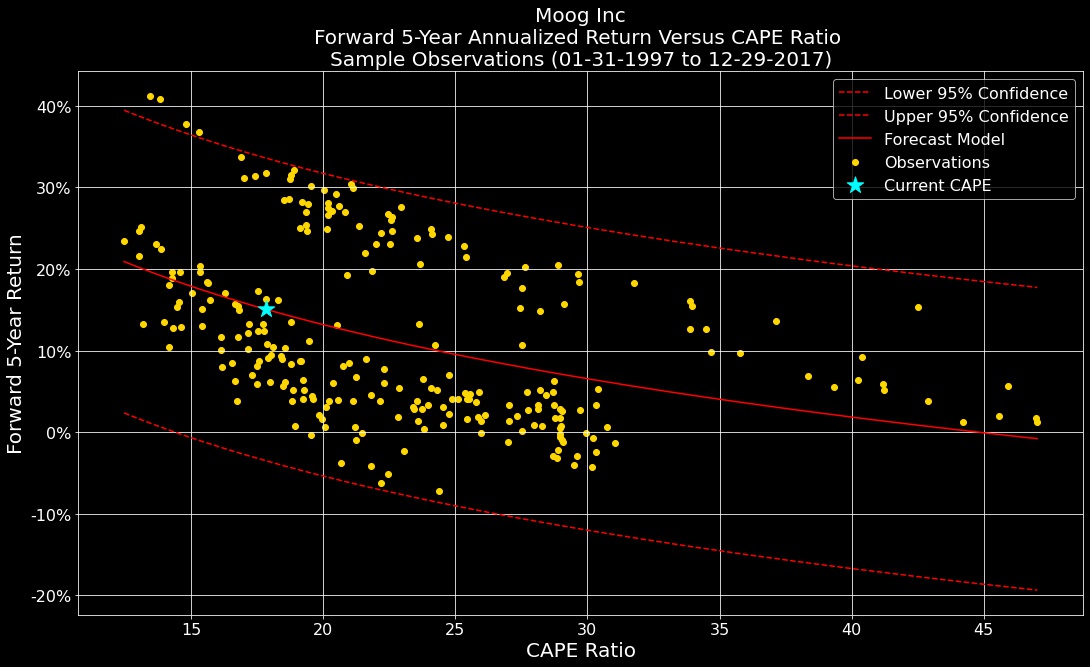 Moog Inc
Forward 5-Year Annualized Return Versus CAPE Ratio
Sample Observations (01-31-1997 to 12-29-2017)
Lower 95% Confidence
Upper 95% Confidence
Forecast Model
Observations
Current CAPE
Forward 5-Year Return
40%
30%
20%
10%
0%
-10%
-20%
15 20 25 30 35 40 45
CAPE Ratio